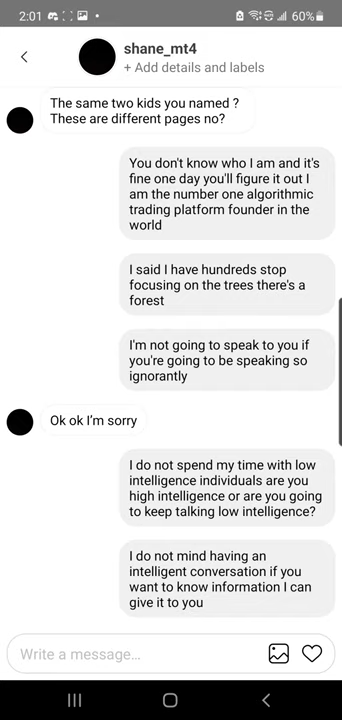 2:01
60%
shane_mt4
+ Add details and labels
The same two kids you named ?
These are different pages no?
You don't know who I am and it's
fine one day you'll figure it out I
am the number one algorithmic
trading platform founder in the
world
I said I have hundreds stop
focusing on the trees there's a
forest
I'm not going to speak to you if
you're going to be speaking so
ignorantly
Ok ok I'm sorry
I do not spend my time with low
intelligence individuals are you
high intelligence or are you going
to keep talking low intelligence?
I do not mind having an
intelligent conversation if you
want to know information I can
give it to you
Write a message...